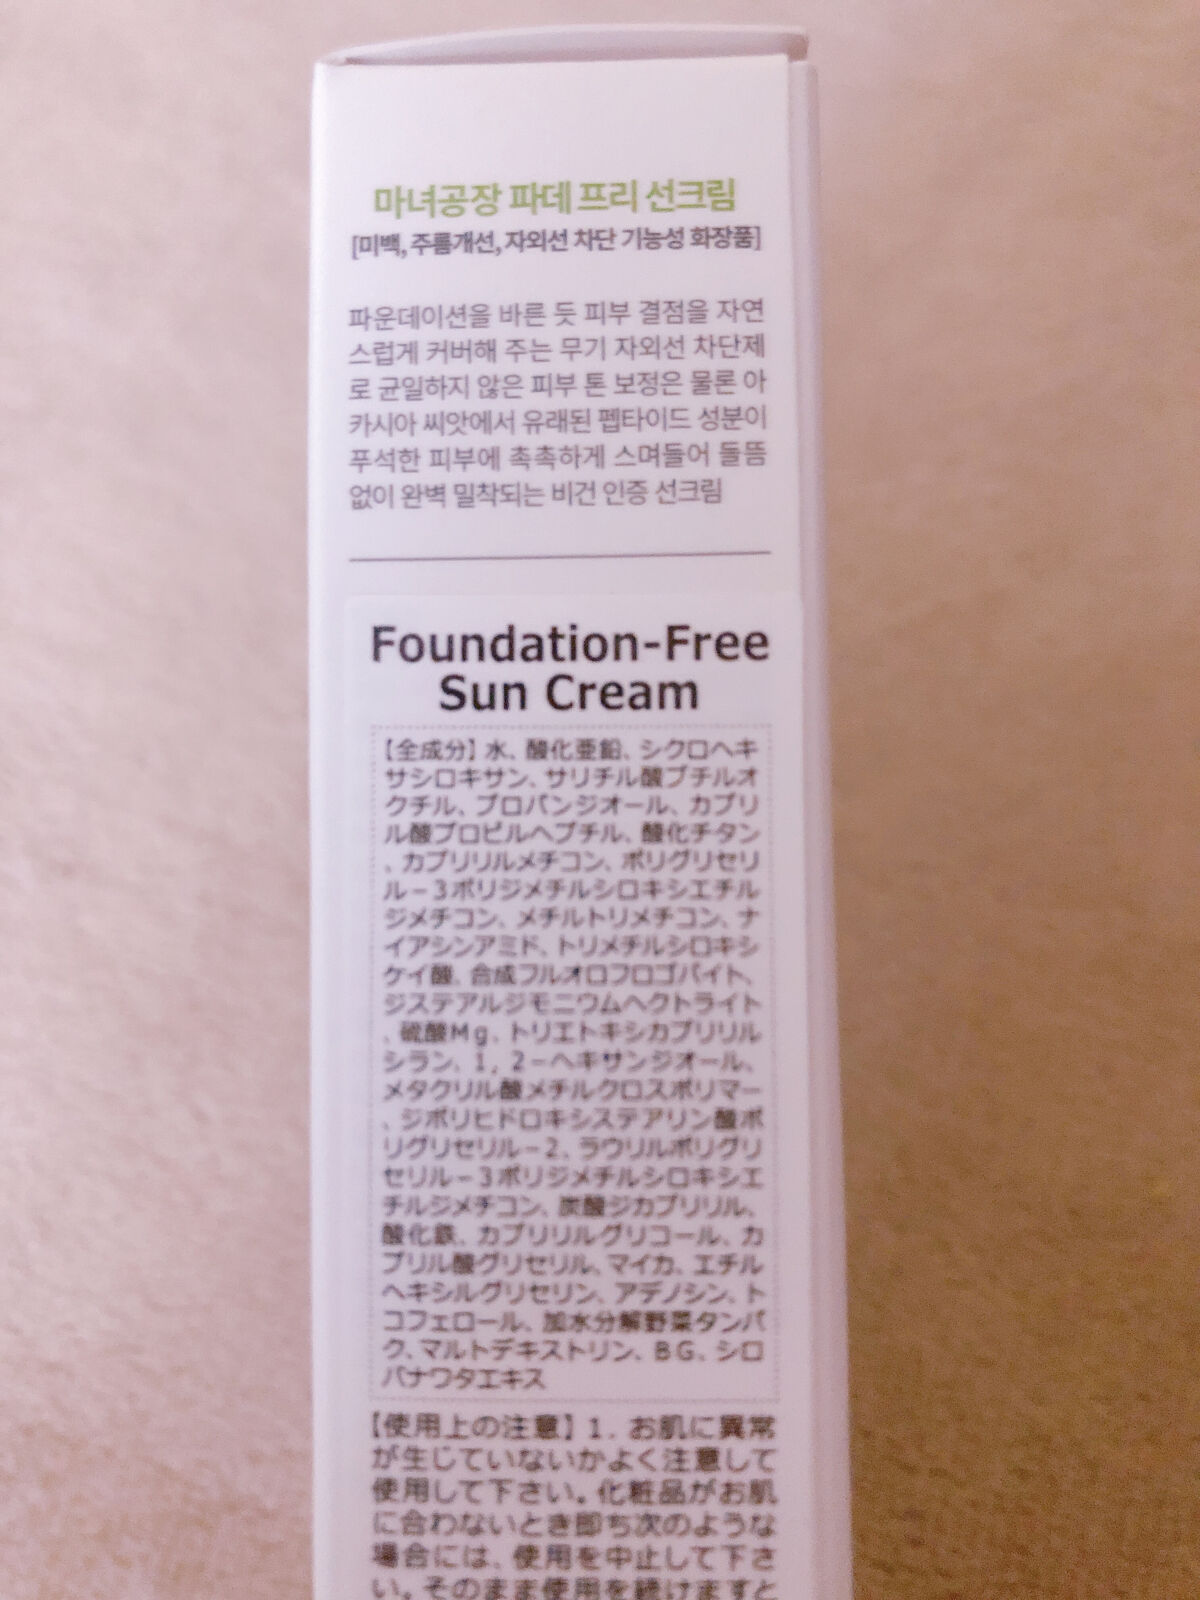 마녀공장 파데 프리 선크림
[미백, 주름개선, 자외선 차단 기능성 화장품]
파운데이션을 바른 듯 피부 결점을 자연
스럽게 커버해 주는 무기 자외선 차단제
로 균일하지 않은 피부 톤 보정은 물론 아
카시아 씨앗에서 유래된 펩타이드 성분이
푸석한 피부에 촉촉하게 스며들어 들뜸
없이 완벽 밀착되는 비건 인증 선크림
Foundation-Free
Sun Cream
【全成分】水、酸化亜鉛、シクロヘキ
サシロキサン、サリチル酸ブチルオ
クチル、プロパンジオール、カプリ
ル酸プロピルヘプチル、酸化チタン
、カプリリルメチコン、ポリグリセリ
ル－3ポリジメチルシロキシエチル
ジメチコン、メチルトリメチコン、ナ
イアシンアミド、トリメチルシロキシ
ケイ酸、合成フルオロフロゴパイト、
ジステアルジモニウムヘクトライト
、硫酸Mg、トリエトキシカプリリル
シラン、1，2－ヘキサンジオール、
メタクリル酸メチルクロスポリマー
、ジポリヒドロキシステアリン酸ポ
リグリセリル－2、ラウリルポリグリ
セリル－3ポリジメチルシロキシエ
チルジメチコン、炭酸ジカプリリル、
酸化鉄、カプリリルグリコール、カ
プリル酸グリセリル、マイカ、エチル
ヘキシルグリセリン、アデノシン、ト
コフェロール、加水分解野菜タンパ
ク、マルトデキストリン、BG、シロ
バナワタエキス
【使用上の注意】1．お肌に異常
が生じていないかよく注意して
使用して下さい。化粧品がお肌
に合わないとき即ち次のような
場合には、使用を中止して下さ
い。そのまま使用を続けますと